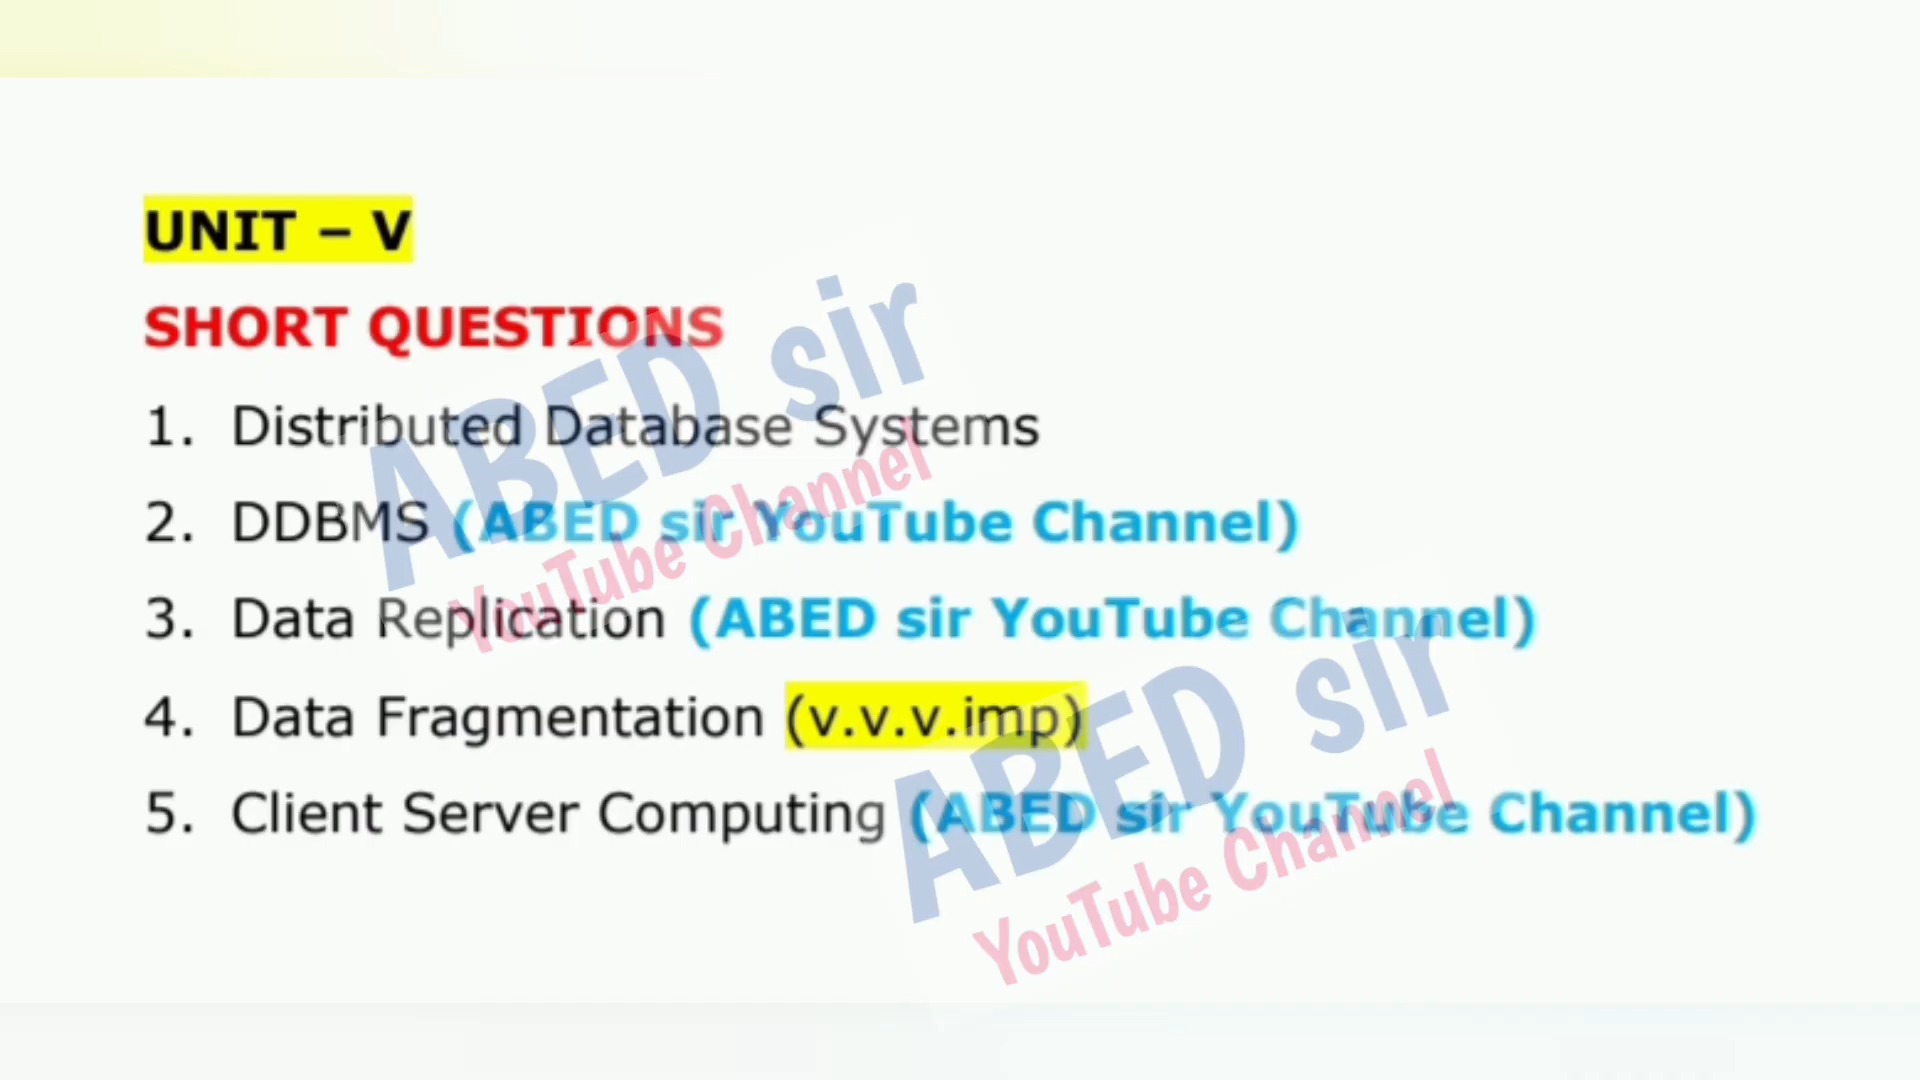 UNIT – V
SHORT QUESTIONS
1. Distributed Database Systems
2. DDBMS (ABED sir YouTube Channel)
3. Data Replication (ABED sir YouTube Channel)
4. Data Fragmentation (v.v.v.imp)
5. Client Server Computing (ABED sir YouTube Channel)
ABED sir
YouTube Channel
ABED sir
YouTube Channel